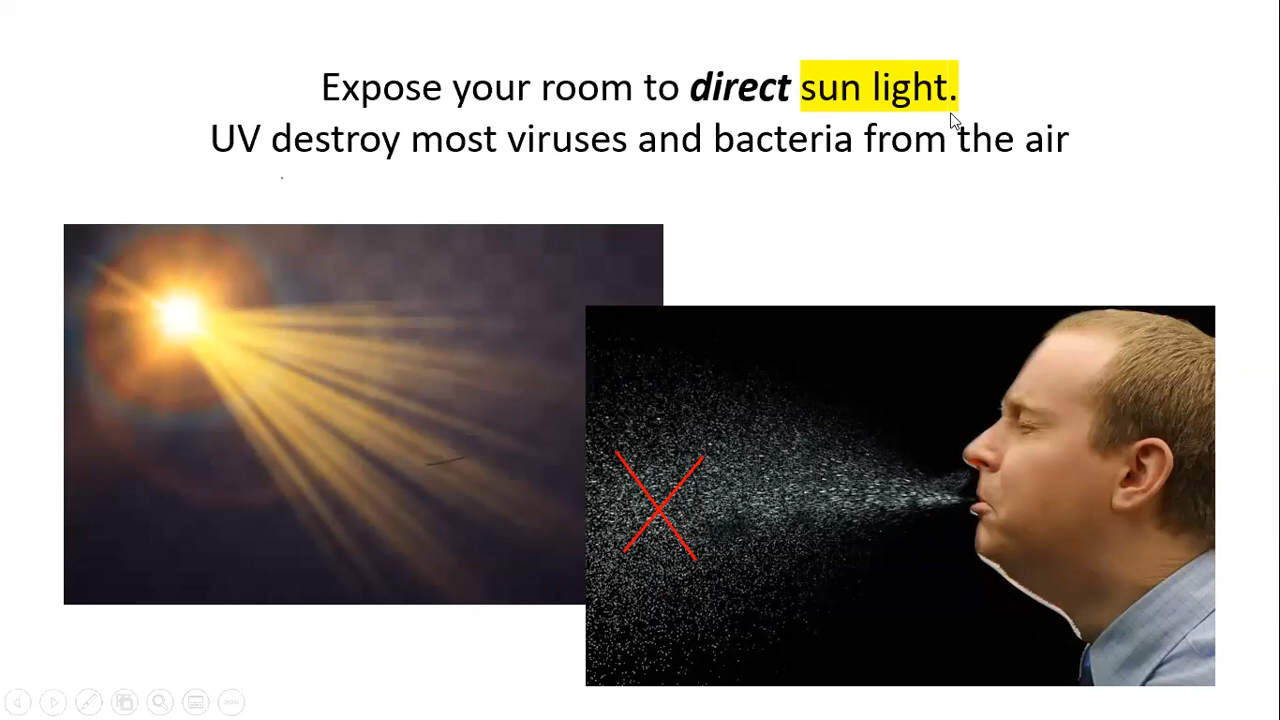 Expose your room to direct sun light.
UV destroy most viruses and bacteria from the air